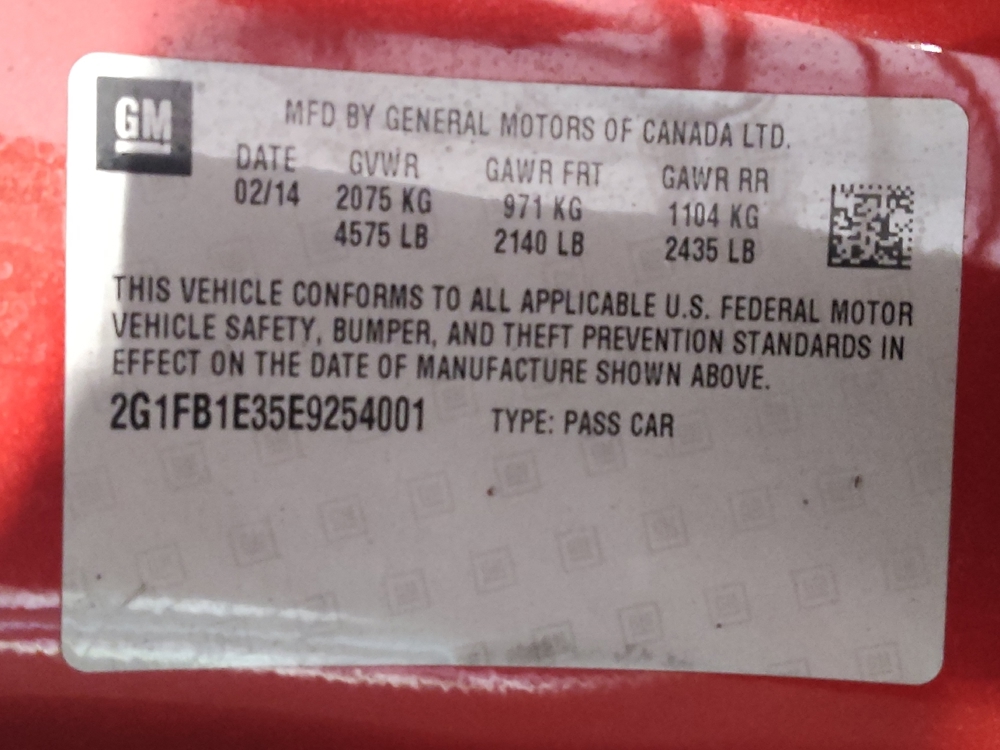 GM
MFD BY GENERAL MOTORS OF CANADA LTD.
DATE GVWR GAWR FRT GAWR RR
02/14 2075 KG 971 KG 1104 KG
4575 LB 2140 LB 2435 LB
THIS VEHICLE CONFORMS TO ALL APPLICABLE U.S. FEDERAL MOTOR
VEHICLE SAFETY, BUMPER, AND THEFT PREVENTION STANDARDS IN
EFFECT ON THE DATE OF MANUFACTURE SHOWN ABOVE.
2G1FB1E35E9254001 TYPE: PASS CAR